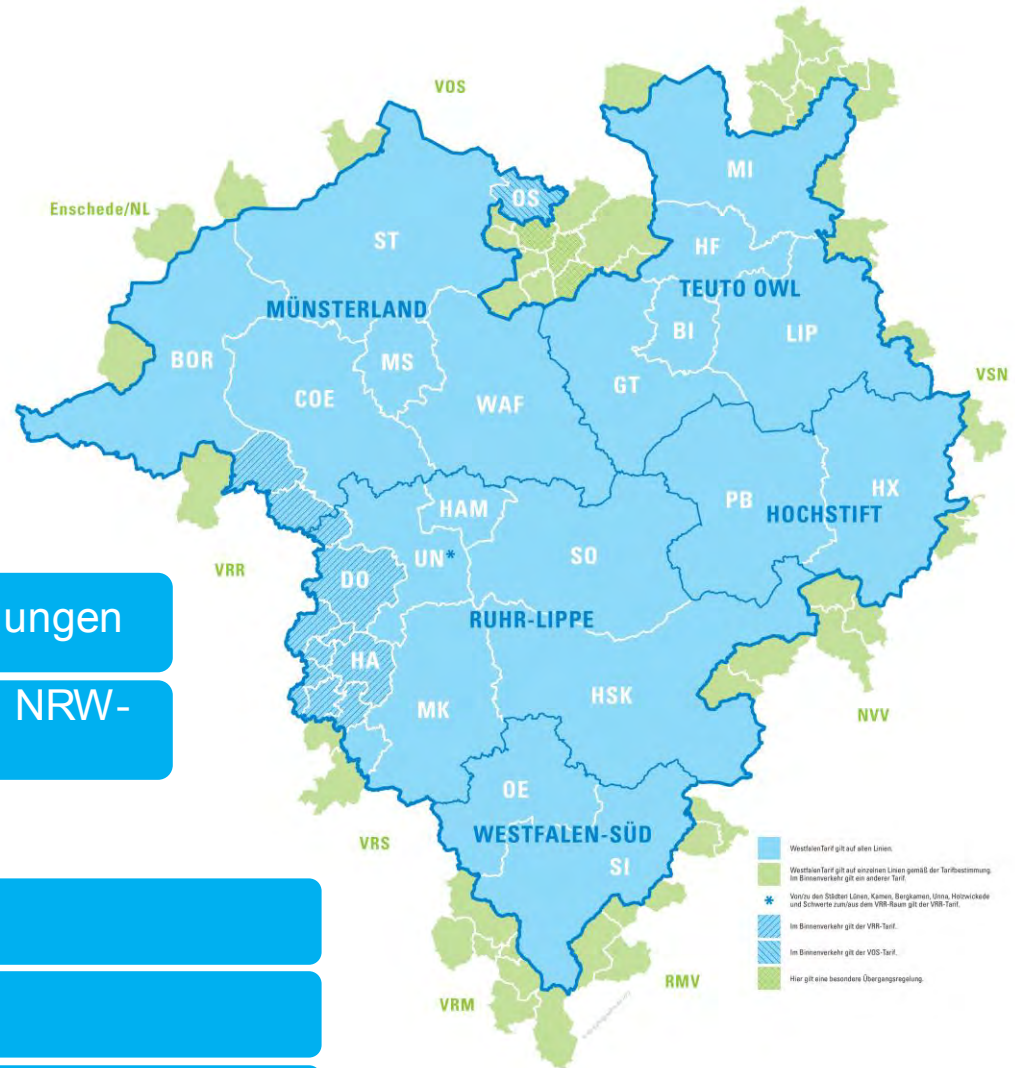 VOS
Enschede/NL
OS
MI
ST
HF
MÜNSTERLAND
TEUTO OWL
BOR
MS
BI
LIP
COE
GT
WAF
VSN
HAM
PB
HX
HOCHSTIFT
UN*
SO
VRR
DO
ungen
RUHR-LIPPE
HA
NRW-
MK
HSK
NVV
OE
VRS
WESTFALEN-SÜD
SI
WestfalenTarif gilt auf allen Linien.
WestfalenTarif gilt auf einzelnen Linien gemäß der Tarifbestimmung.
Im Binnenverkehr gilt ein anderer Tarif.
* Von/zu den Städten Lünen, Kamen, Bergkamen, Unna, Holzwickede
und Schwerte zum/aus dem VRR-Raum gilt der VRR-Tarif.
Im Binnenverkehr gilt der VRR-Tarif.
Im Binnenverkehr gilt der VOS-Tarif.
Hier gilt eine besondere Übergangsregelung.
RMV
VRM